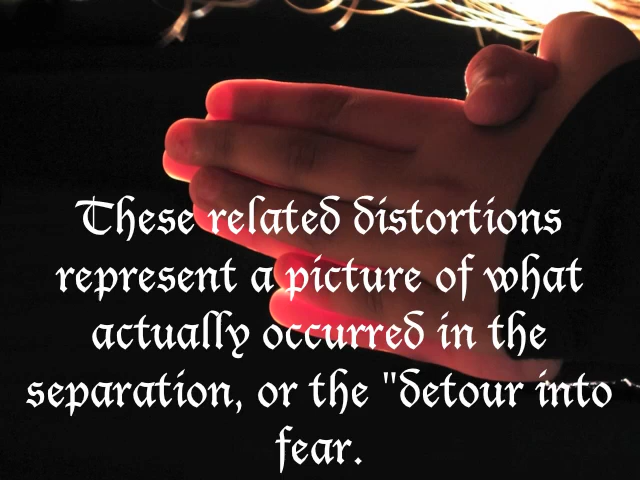 These related distortions
represent a picture of what
actually occurred in the
separation, or the "detour into
fear.